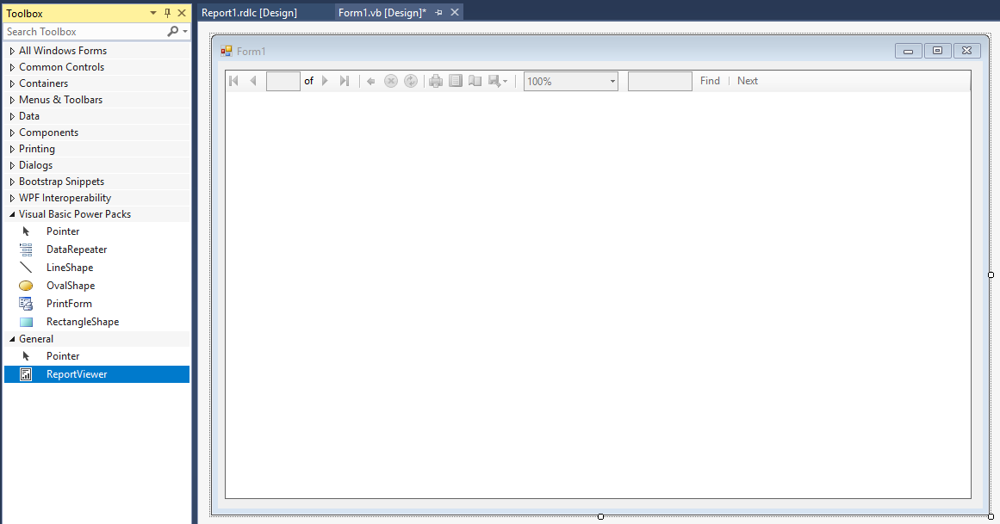 Toolbox
Search Toolbox
All Windows Forms
Common Controls
Containers
Menus & Toolbars
Data
Components
Printing
Dialogs
Bootstrap Snippets
WPF Interoperability
Visual Basic Power Packs
Pointer
DataRepeater
LineShape
OvalShape
PrintForm
RectangleShape
General
Pointer
ReportViewer
Report1.rdlc [Design] Form1.vb [Design]*
Form1
of 100% Find Next